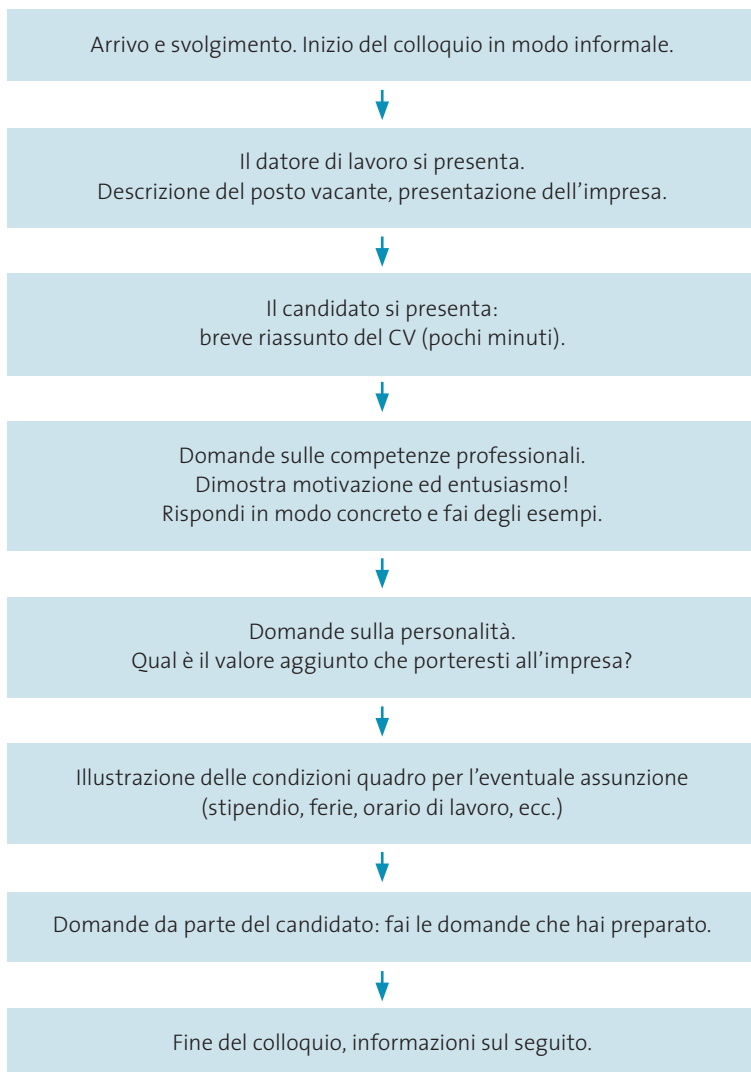 Arrivo e svolgimento. Inizio del colloquio in modo informale.
Il datore di lavoro si presenta.
Descrizione del posto vacante, presentazione dell’impresa.
Il candidato si presenta:
breve riassunto del CV (pochi minuti).
Domande sulle competenze professionali.
Dimostra motivazione ed entusiasmo!
Rispondi in modo concreto e fai degli esempi.
Domande sulla personalità.
Qual è il valore aggiunto che porteresti all’impresa?
Illustrazione delle condizioni quadro per l’eventuale assunzione
(stipendio, ferie, orario di lavoro, ecc.)
Domande da parte del candidato: fai le domande che hai preparato.
Fine del colloquio, informazioni sul seguito.